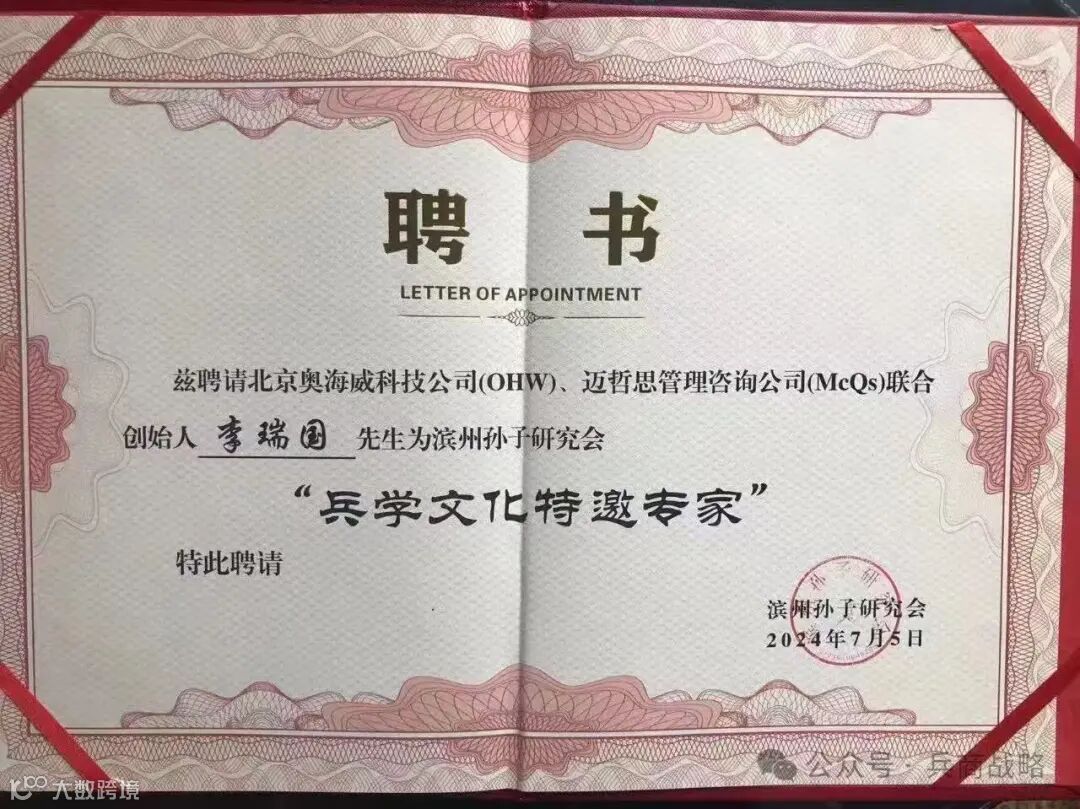 聘 书
LETTER OF APPOINTMENT
兹聘请北京奥海威科技公司(OHW)、迈哲思管理咨询公司(McQs)联合
创始人 李瑞国 先生为滨州孙子研究会
“兵学文化特邀专家”
特此聘请
滨州孙子研究会
2024年7月5日
公众号 · 兵商战略
大数跨境